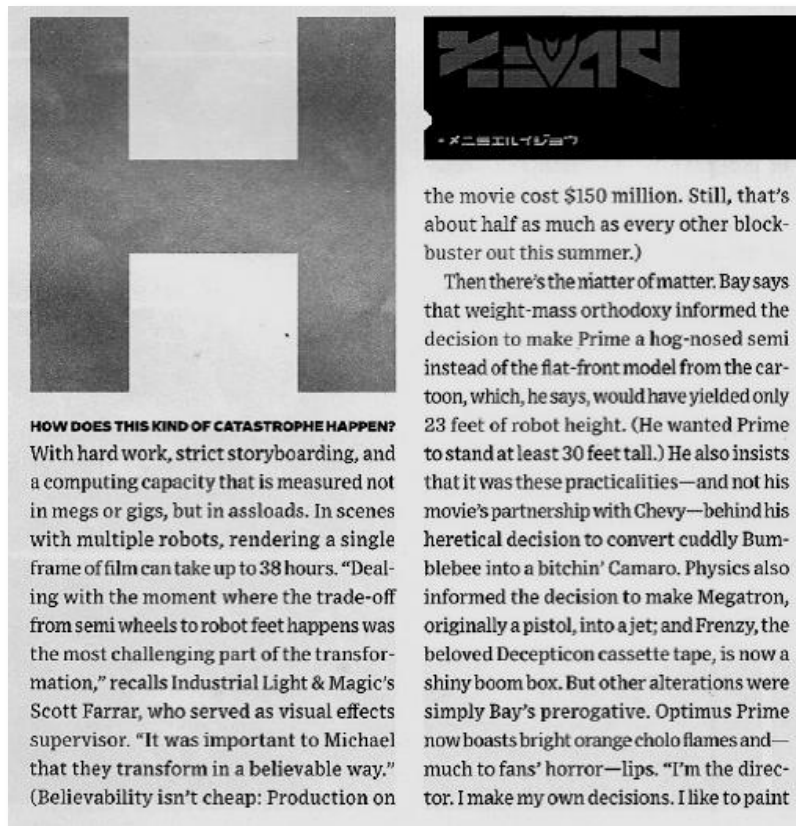 H
HOW DOES THIS KIND OF CATASTROPHE HAPPEN?
With hard work, strict storyboarding, and
a computing capacity that is measured not
in megs or gigs, but in assloads. In scenes
with multiple robots, rendering a single
frame of film can take up to 38 hours. “Deal-
ing with the moment where the trade-off
from semi wheels to robot feet happens was
the most challenging part of the transfor-
mation,” recalls Industrial Light & Magic’s
Scott Farrar, who served as visual effects
supervisor. “It was important to Michael
that they transform in a believable way.”
(Believability isn’t cheap: Production on
the movie cost $150 million. Still, that’s
about half as much as every other block-
buster out this summer.)
Then there’s the matter of matter. Bay says
that weight-mass orthodoxy informed the
decision to make Prime a hog-nosed semi
instead of the flat-front model from the car-
toon, which, he says, would have yielded only
23 feet of robot height. (He wanted Prime
to stand at least 30 feet tall.) He also insists
that it was these practicalities—and not his
movie’s partnership with Chevy—behind his
heretical decision to convert cuddly Bum-
blebee into a bitchin’ Camaro. Physics also
informed the decision to make Megatron,
originally a pistol, into a jet; and Frenzy, the
beloved Decepticon cassette tape, is now a
shiny boom box. But other alterations were
simply Bay’s prerogative. Optimus Prime
now boasts bright orange cholo flames and—
much to fans’ horror—lips. “I’m the direc-
tor. I make my own decisions. I like to paint